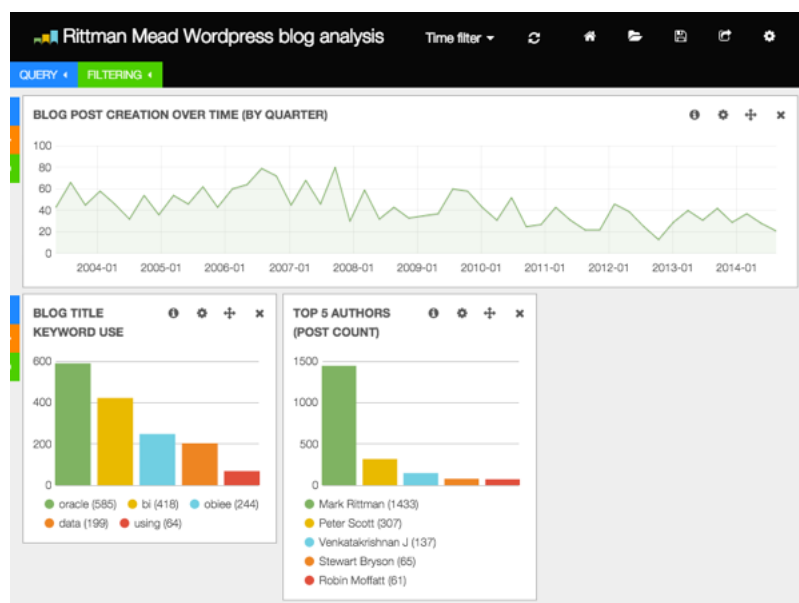 Rittman Mead Wordpress blog analysis
Time filter
QUERY
FILTERING
BLOG POST CREATION OVER TIME (BY QUARTER)
100
80
60
40
20
0
2004-01 2005-01 2006-01 2007-01 2008-01 2009-01 2010-01 2011-01 2012-01 2013-01 2014-01
BLOG TITLE
KEYWORD USE
600
400
200
0
oracle (585) bi (418) obiee (244)
data (199) using (64)
TOP 5 AUTHORS
(POST COUNT)
1500
1000
500
0
Mark Rittman (1433)
Peter Scott (307)
Venkatakrishnan J (137)
Stewart Bryson (65)
Robin Moffatt (61)